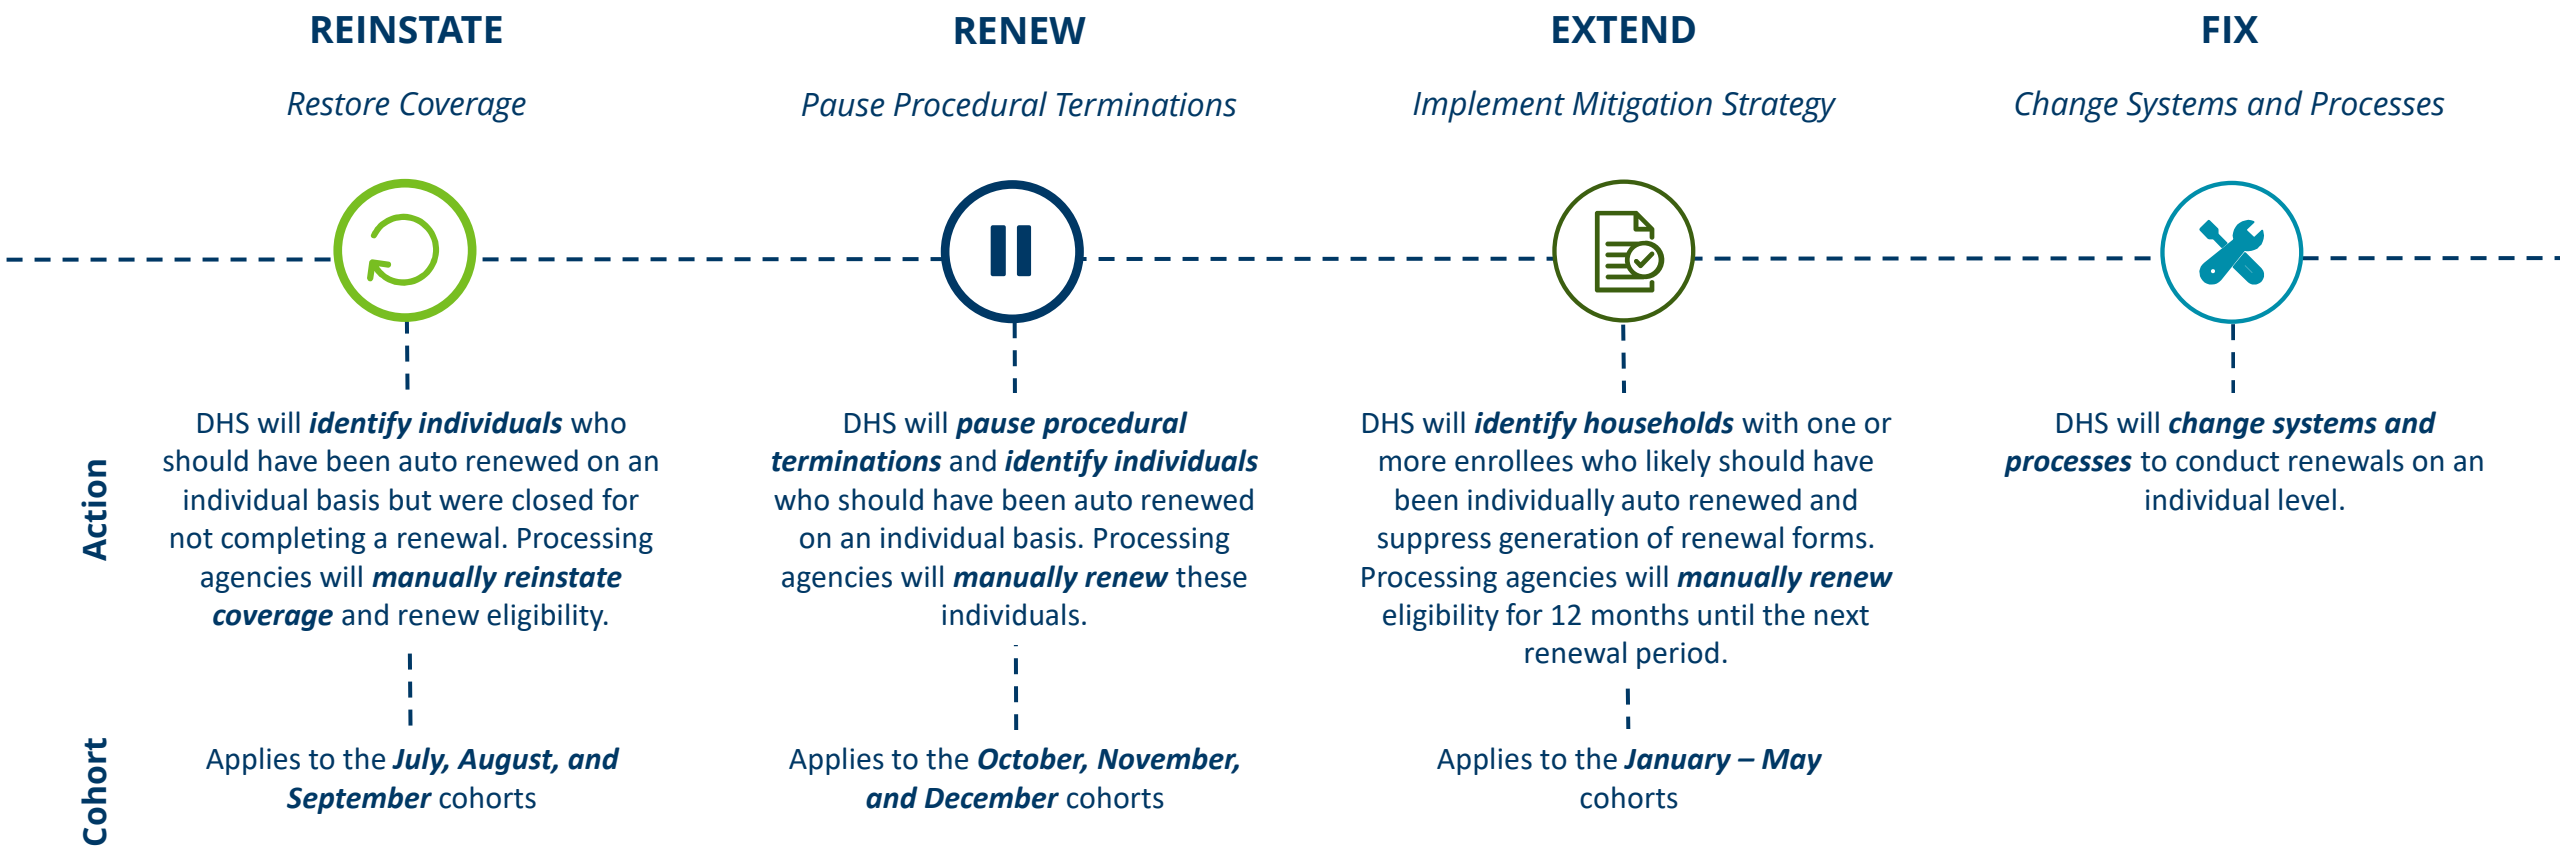 REINSTATE
Restore Coverage
RENEW
Pause Procedural Terminations
EXTEND
Implement Mitigation Strategy
FIX
Change Systems and Processes
Action
DHS will identify individuals who
should have been auto renewed on an
individual basis but were closed for
not completing a renewal. Processing
agencies will manually reinstate
coverage and renew eligibility.
DHS will pause procedural
terminations and identify individuals
who should have been auto renewed
on an individual basis. Processing
agencies will manually renew these
individuals.
DHS will identify households with one or
more enrollees who likely should have
been individually auto renewed and
suppress generation of renewal forms.
Processing agencies will manually renew
eligibility for 12 months until the next
renewal period.
DHS will change systems and
processes to conduct renewals on an
individual level.
Cohort
Applies to the July, August, and
September cohorts
Applies to the October, November,
and December cohorts
Applies to the January – May
cohorts